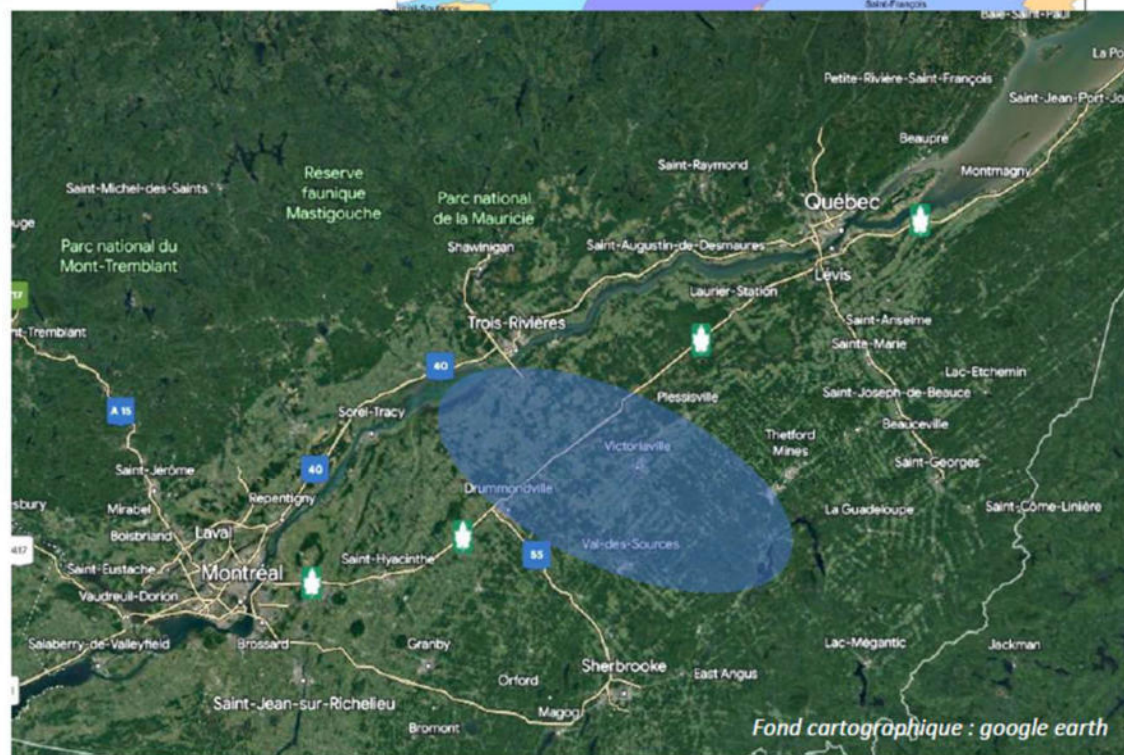 Saint-François
Baie-Saint-Paul
La Po
Petite-Rivière-Saint-François
Saint-Jean-Port-Jo
Beaupré
Saint-Raymond
Montmagny
Réserve
faunique
Mastigouche
Saint-Michel-des-Saints
Parc national
de la Mauricie
Québec
ouge
Parc national du
Mont-Tremblant
Shawinigan
Saint-Augustin-de-Desmaures
Lévis
17
Laurier-Station
nt-Tremblant
Trois-Rivières
Saint-Anselme
Sainte-Marie
40
Lac-Etchemin
Plessisville
Saint-Joseph-de-Beauce
A 15
Sorel-Tracy
Beauceville
Thetford
Mines
Victoriaville
Saint-Georges
Saint-Jérôme
40
Drummondville
Repentigny
sbury
Mirabel
La Guadeloupe
Saint-Côme-Linière
Boisbriand
Laval
Val-des-Sources
417
55
Saint-Hyacinthe
Saint-Eustache
Montréal
Vaudreuil-Dorion
Salaberry-de-Valleyfield
Brossard
Granby
Lac-Mégantic
Jackman
Sherbrooke
East Angus
Orford
Saint-Jean-sur-Richelieu
Magog
Bromont
Fond cartographique : google earth